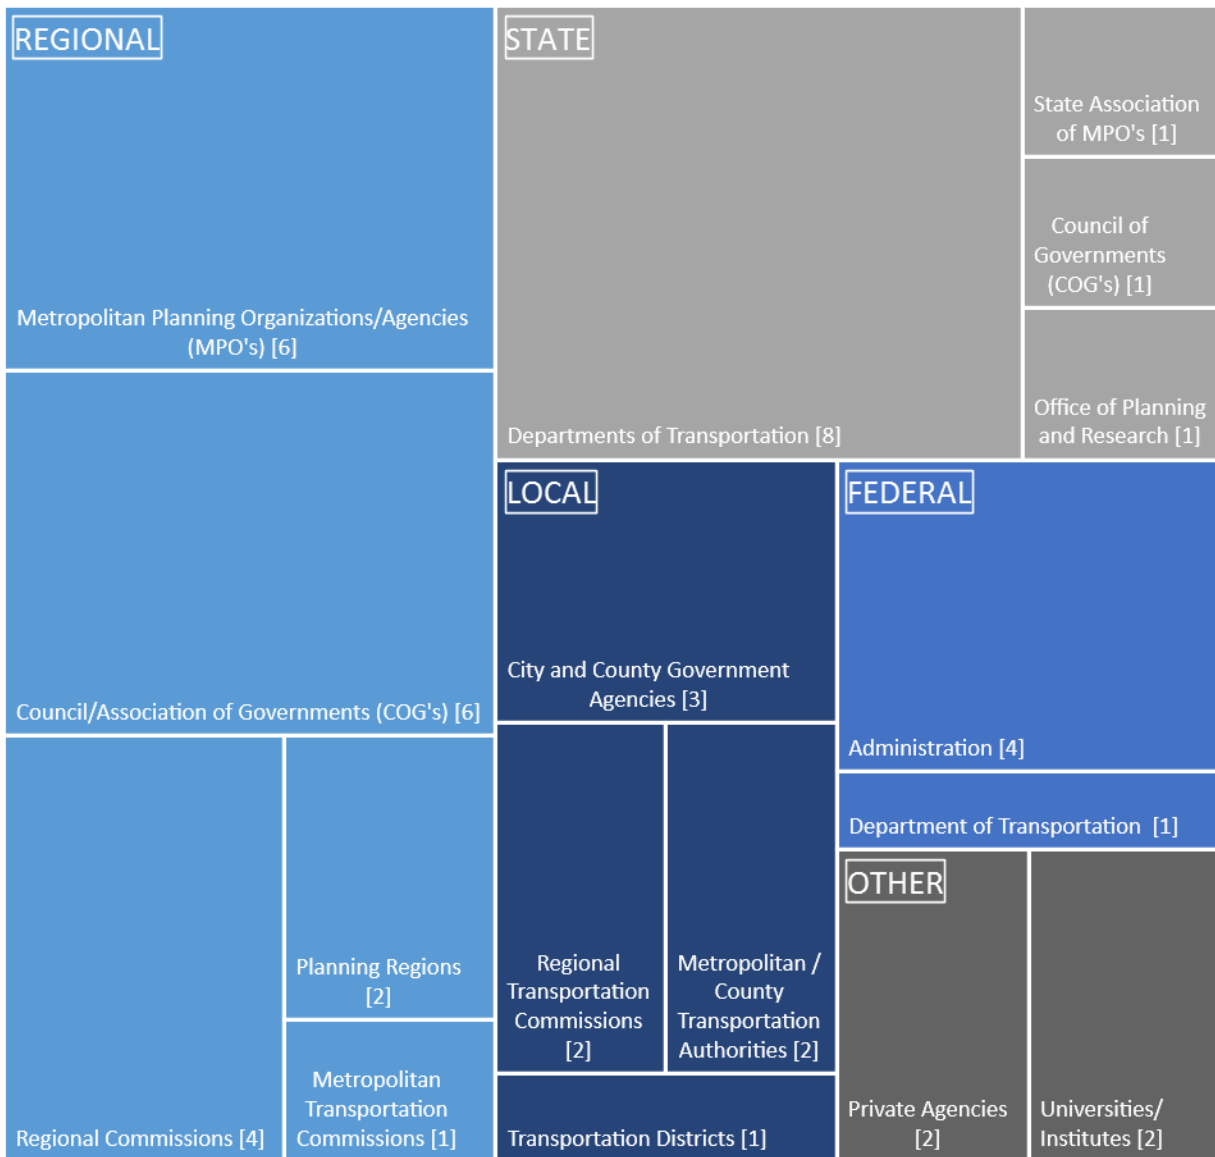 REGIONAL
Metropolitan Planning Organizations/Agencies
(MPO's) [6]
Council/Association of Governments (COG's) [6]
Regional Commissions [4]
Planning Regions
[2]
Metropolitan
Transportation
Commissions [1]
STATE
Departments of Transportation [8]
State Association
of MPO's [1]
Council of
Governments
(COG's) [1]
Office of Planning
and Research [1]
LOCAL
City and County Government
Agencies [3]
Regional
Transportation
Commissions
[2]
Metropolitan /
County
Transportation
Authorities [2]
Transportation Districts [1]
FEDERAL
Administration [4]
Department of Transportation [1]
OTHER
Private Agencies
[2]
Universities/
Institutes [2]